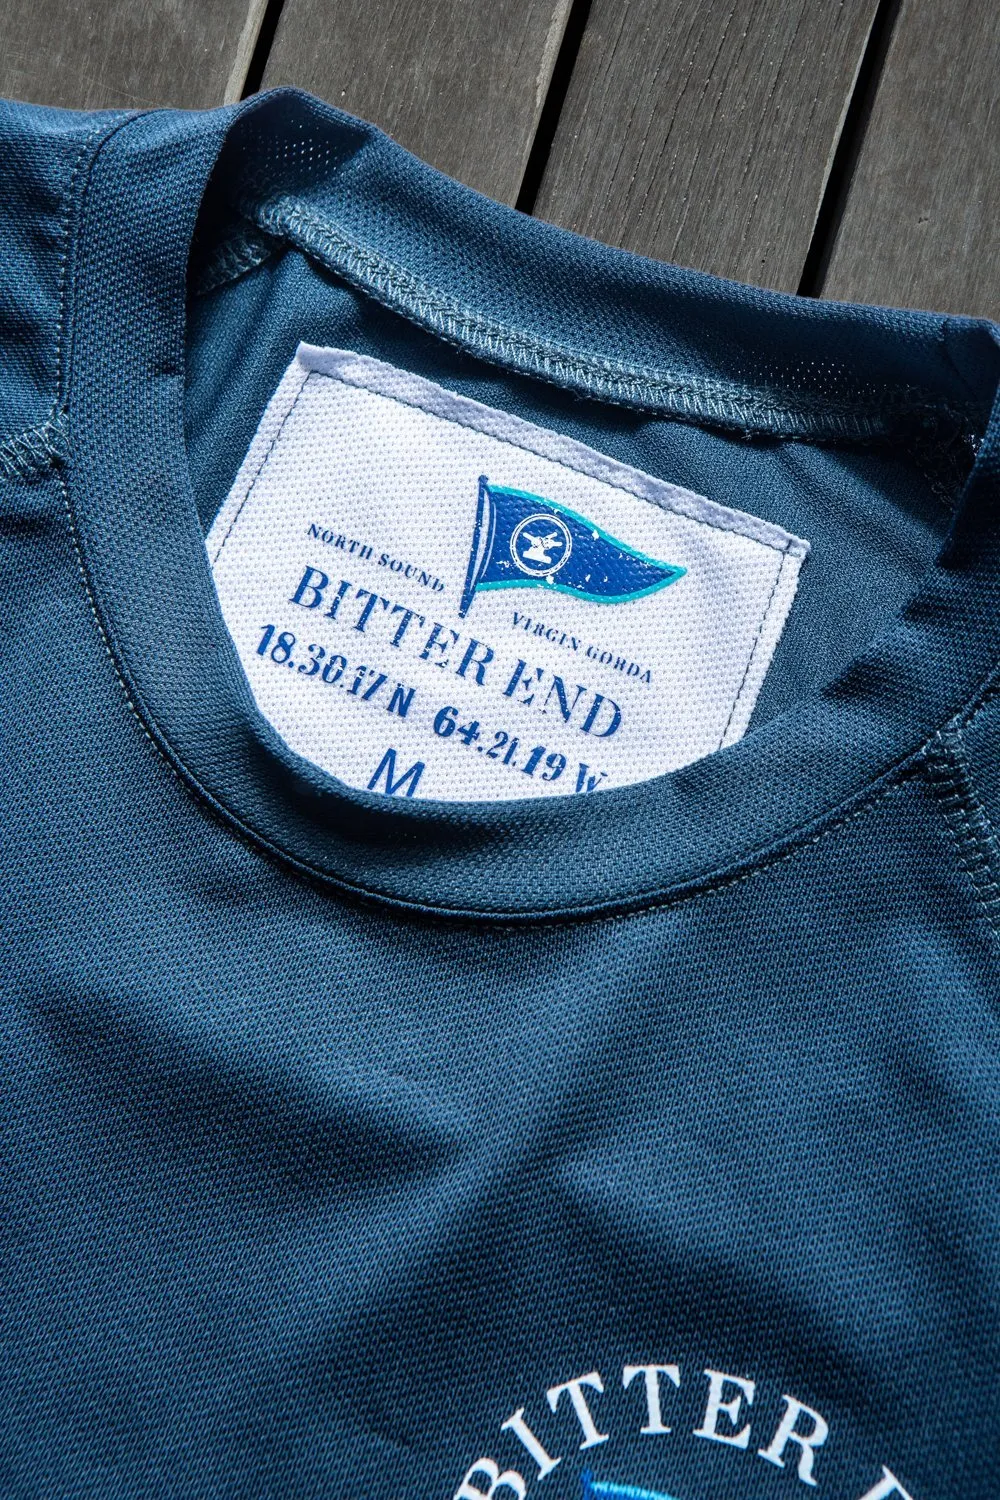 NORTH SOUND VIRGIN GORDA
BITTER END
18.30.17 N 64.21.19 W
M
BITTER